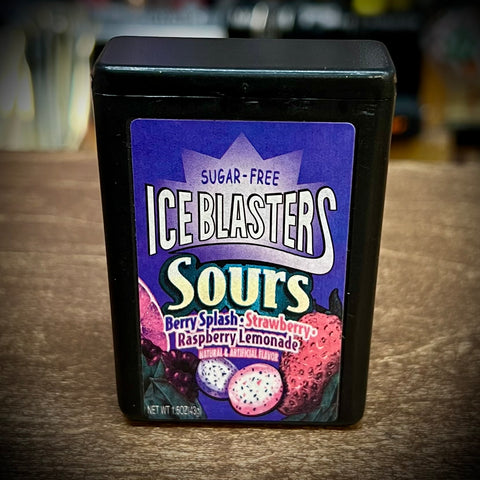 SUGAR-FREE
ICE BLASTERS
Sours
Berry Splash • Strawberry •
Raspberry Lemonade
NATURAL & ARTIFICIAL FLAVOR
NET WT 1.5OZ (43g)